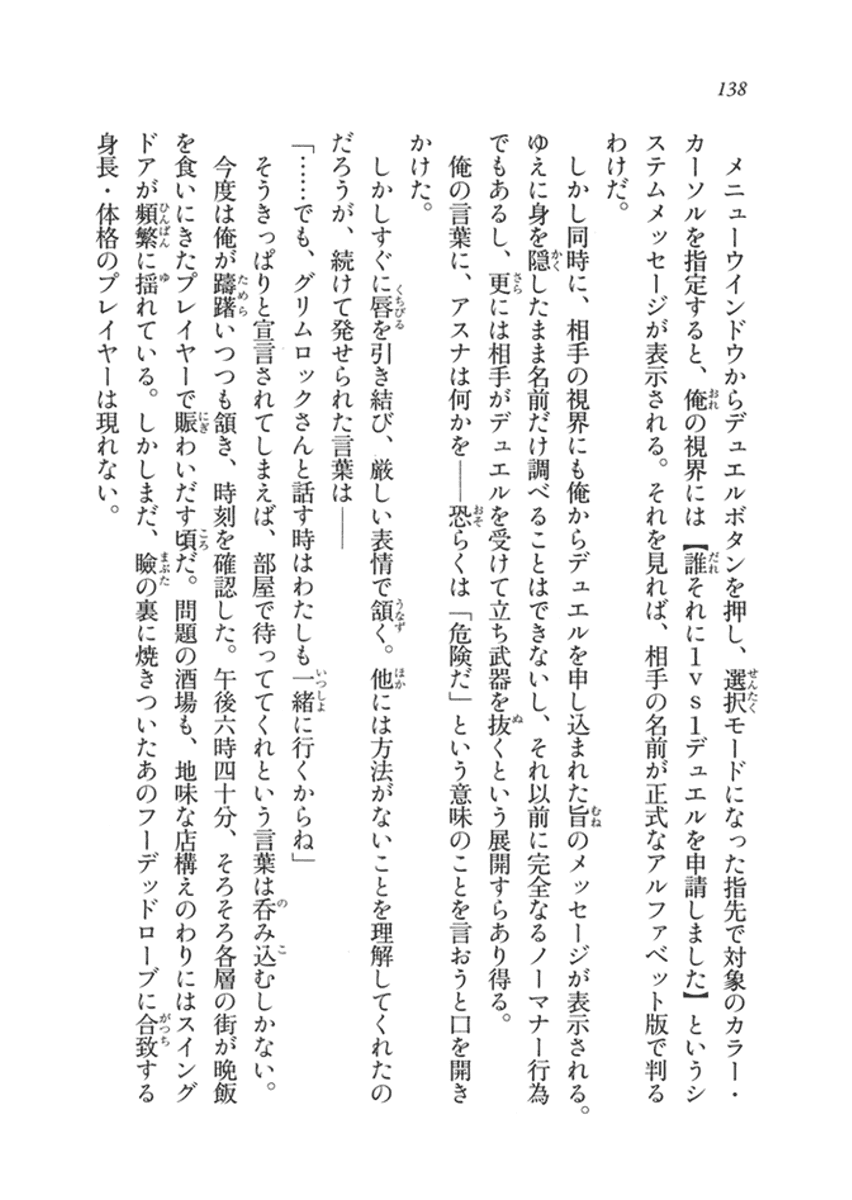 138
メニューウインドウからデュエルボタンを押し、選択モードになった指先で対象のカラー・
カーソルを指定すると、俺の視界には【誰それに1vs1デュエルを申請しました】というシ
ステムメッセージが表示される。それを見れば、相手の名前が正式なアルファベット版で判る
わけだ。
しかし同時に、相手の視界にも俺からデュエルを申し込まれた旨のメッセージが表示される。
ゆえに身を隠したまま名前だけ調べることはできないし、それ以前に完全なるノーマナー行為
でもあるし、更には相手がデュエルを受けて立ち武器を抜くという展開すらあり得る。
俺の言葉に、アスナは何かを――恐らくは「危険だ」という意味のことを言おうと口を開き
かけた。
しかしすぐに唇を引き結び、厳しい表情で頷く。他には方法がないことを理解してくれたの
だろうが、続けて発せられた言葉は――
「……でも、グリムロックさんと話す時はわたしも一緒に行くからね」
そうきっぱりと宣言されてしまえば、部屋で待っててくれという言葉は呑み込むしかない。
今度は俺が躊躇いつつも頷き、時刻を確認した。午後六時四十分、そろそろ各層の街が晩飯
を食いにきたプレイヤーで賑わいだす頃だ。問題の酒場も、地味な店構えのわりにはスイング
ドアが頻繁に揺れている。しかしまだ、瞼の裏に焼きついたあのフーデッドローブに合致する
身長・体格のプレイヤーは現れない。